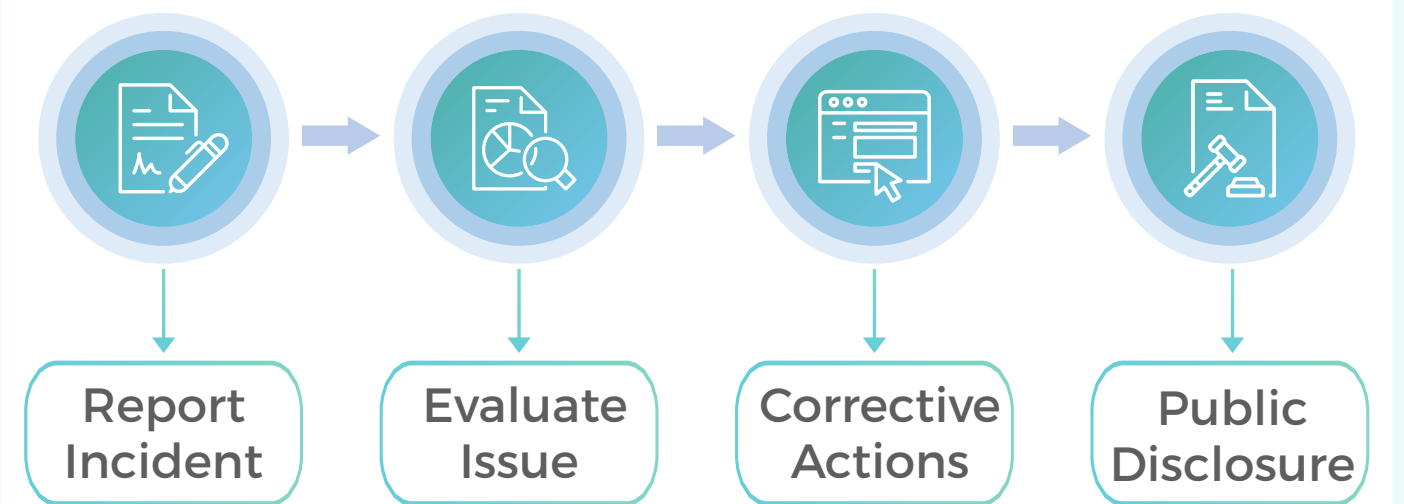 Report
Incident
Evaluate
Issue
Corrective
Actions
Public
Disclosure